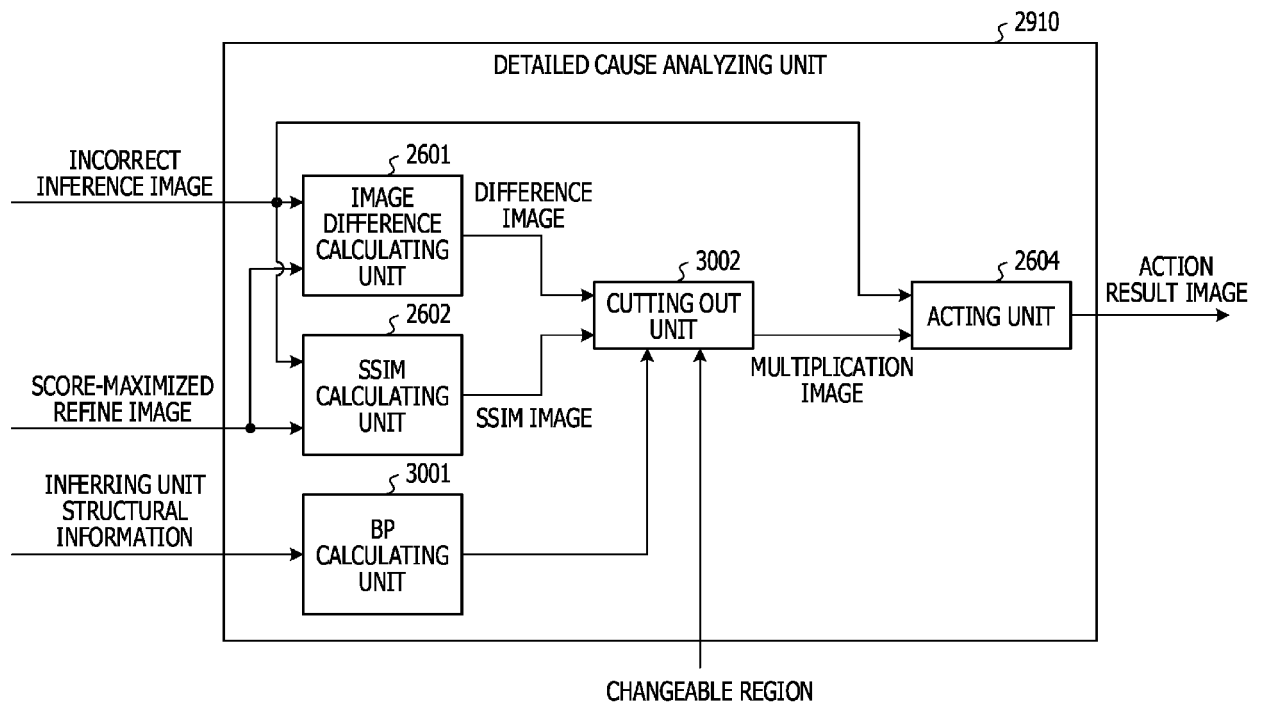 2910
DETAILED CAUSE ANALYZING UNIT
INCORRECT
INFERENCE IMAGE
2601
IMAGE
DIFFERENCE
CALCULATING
UNIT
DIFFERENCE
IMAGE
3002
CUTTING OUT
UNIT
2604
ACTING UNIT
ACTION
RESULT IMAGE
2602
SSIM
CALCULATING
UNIT
SSIM IMAGE
MULTIPLICATION
IMAGE
SCORE-MAXIMIZED
REFINE IMAGE
INFERRING UNIT
STRUCTURAL
INFORMATION
3001
BP
CALCULATING
UNIT
CHANGEABLE REGION